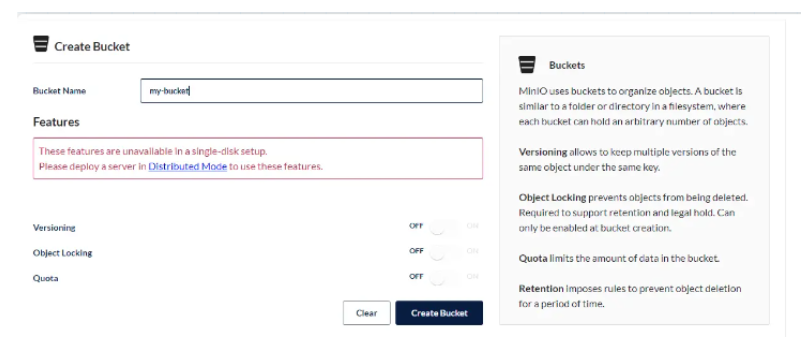 Create Bucket
Bucket Name
my-bucket
Features
These features are unavailable in a single-disk setup.
Please deploy a server in Distributed Mode to use these features.
Versioning OFF ON
Object Locking OFF ON
Quota OFF ON
Clear
Create Bucket
Buckets
MinIO uses buckets to organize objects. A bucket is
similar to a folder or directory in a filesystem, where
each bucket can hold an arbitrary number of objects.
Versioning allows to keep multiple versions of the
same object under the same key.
Object Locking prevents objects from being deleted.
Required to support retention and legal hold. Can
only be enabled at bucket creation.
Quota limits the amount of data in the bucket.
Retention imposes rules to prevent object deletion
for a period of time.